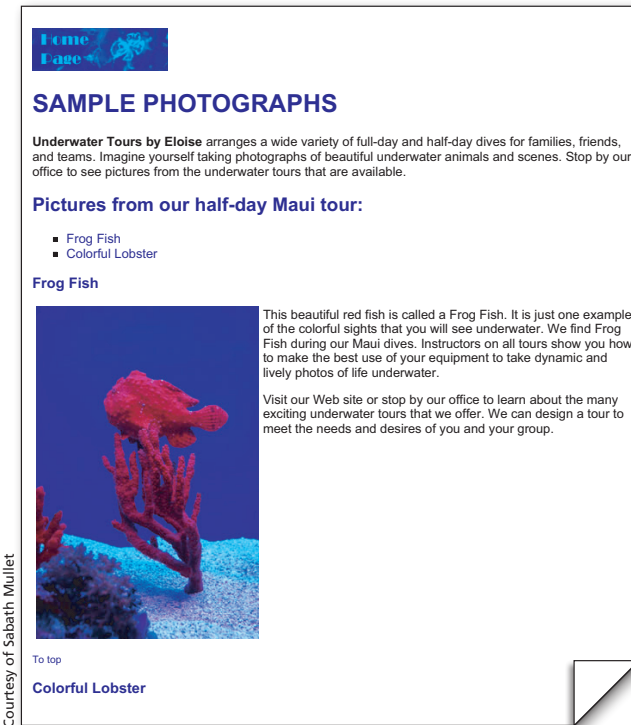 Home
Page
SAMPLE PHOTOGRAPHS
Underwater Tours by Eloise arranges a wide variety of full-day and half-day dives for families, friends,
and teams. Imagine yourself taking photographs of beautiful underwater animals and scenes. Stop by our
office to see pictures from the underwater tours that are available.
Pictures from our half-day Maui tour:
Frog Fish
Colorful Lobster
Frog Fish
This beautiful red fish is called a Frog Fish. It is just one example
of the colorful sights that you will see underwater. We find Frog
Fish during our Maui dives. Instructors on all tours show you how
to make the best use of your equipment to take dynamic and
lively photos of life underwater.
Visit our Web site or stop by our office to learn about the many
exciting underwater tours that we offer. We can design a tour to
meet the needs and desires of you and your group.
To top
Colorful Lobster
Courtesy of Sabath Mullet